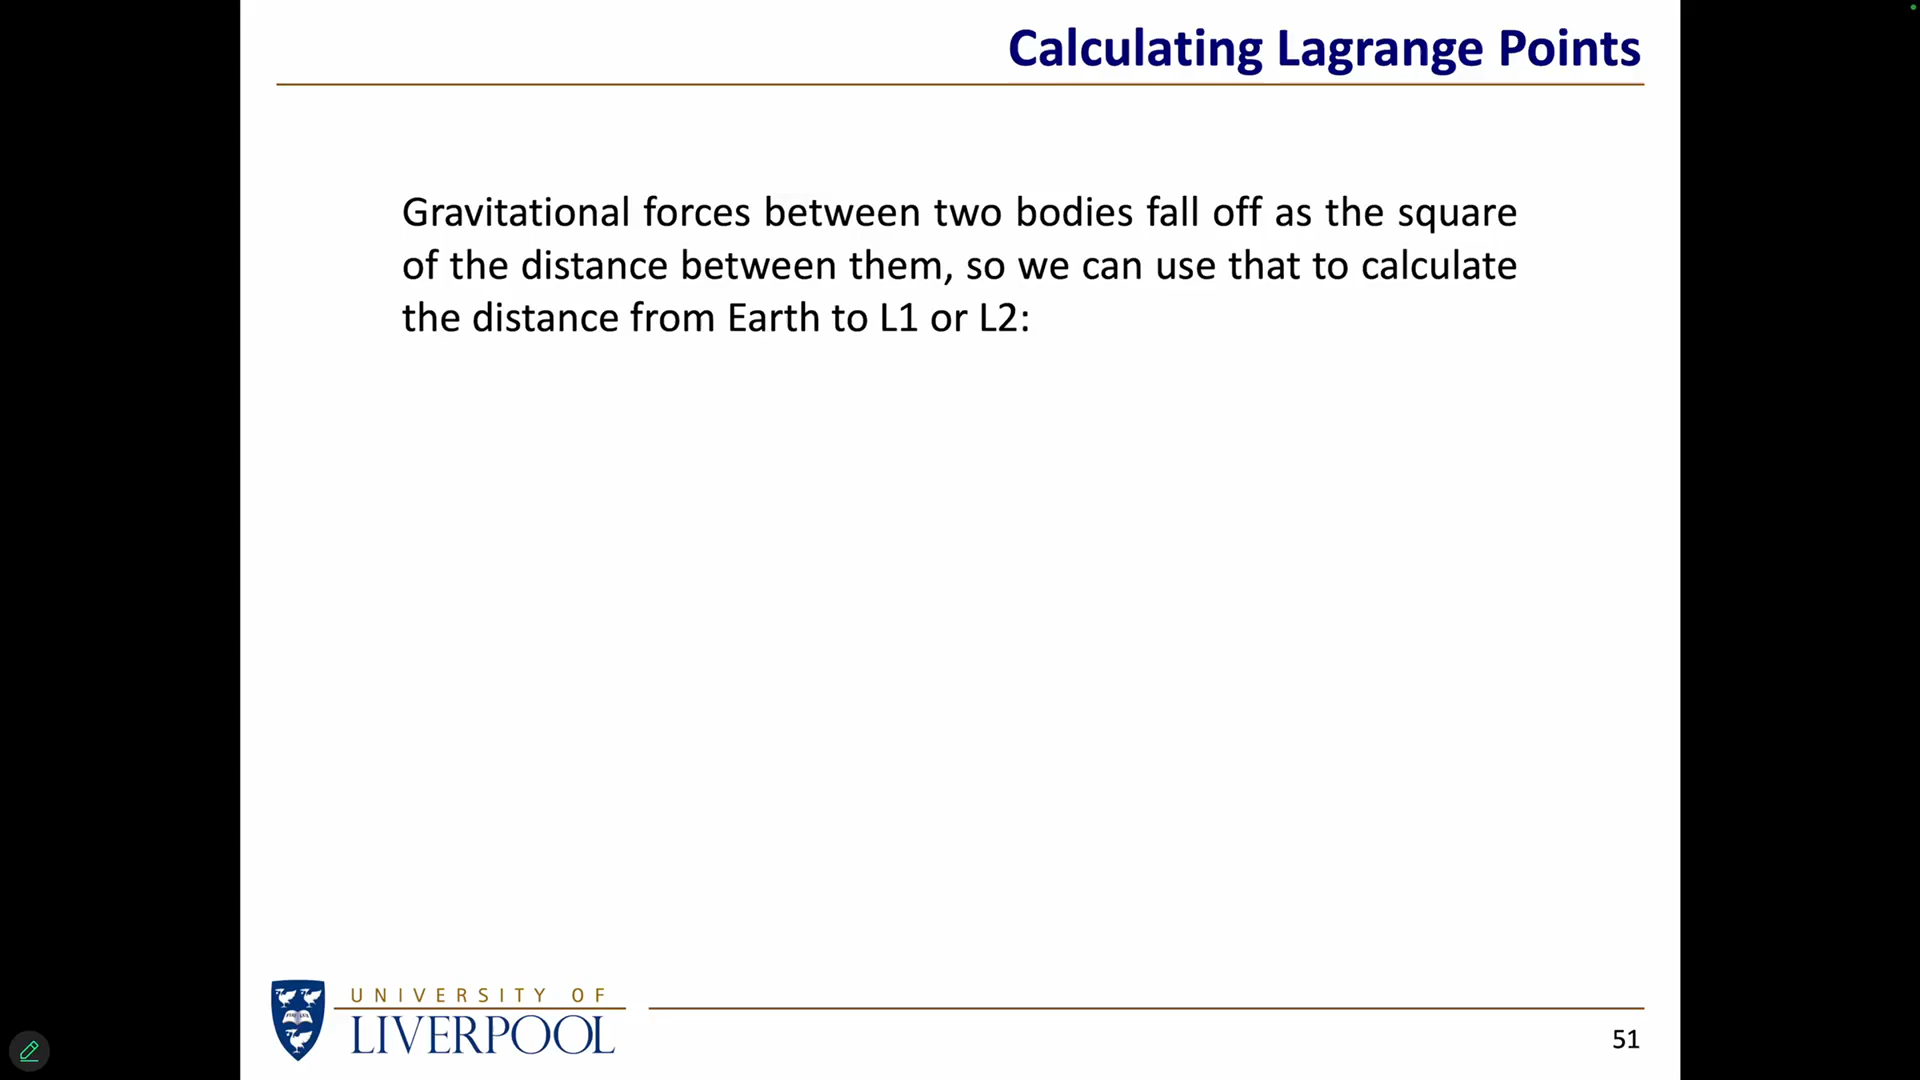 Calculating Lagrange Points
Gravitational forces between two bodies fall off as the square
of the distance between them, so we can use that to calculate
the distance from Earth to L1 or L2:
UNIVERSITY OF
LIVERPOOL
51